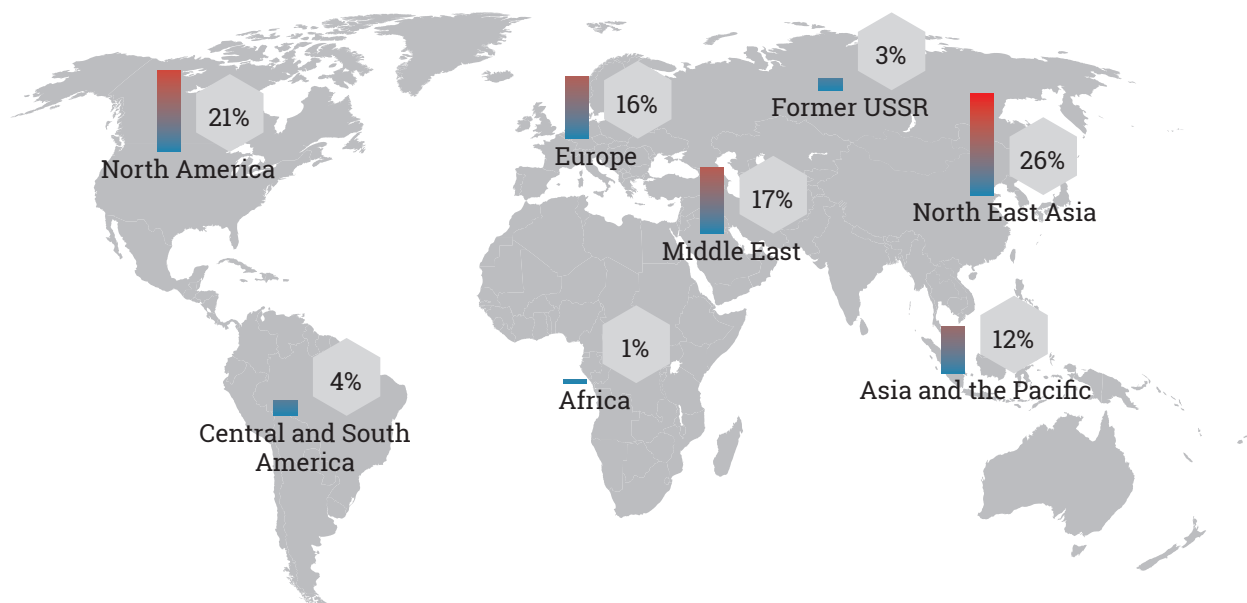 3%
21%
16%
Former USSR
North America
Europe
26%
17%
North East Asia
Middle East
1%
12%
4%
Africa
Asia and the Pacific
Central and South
America